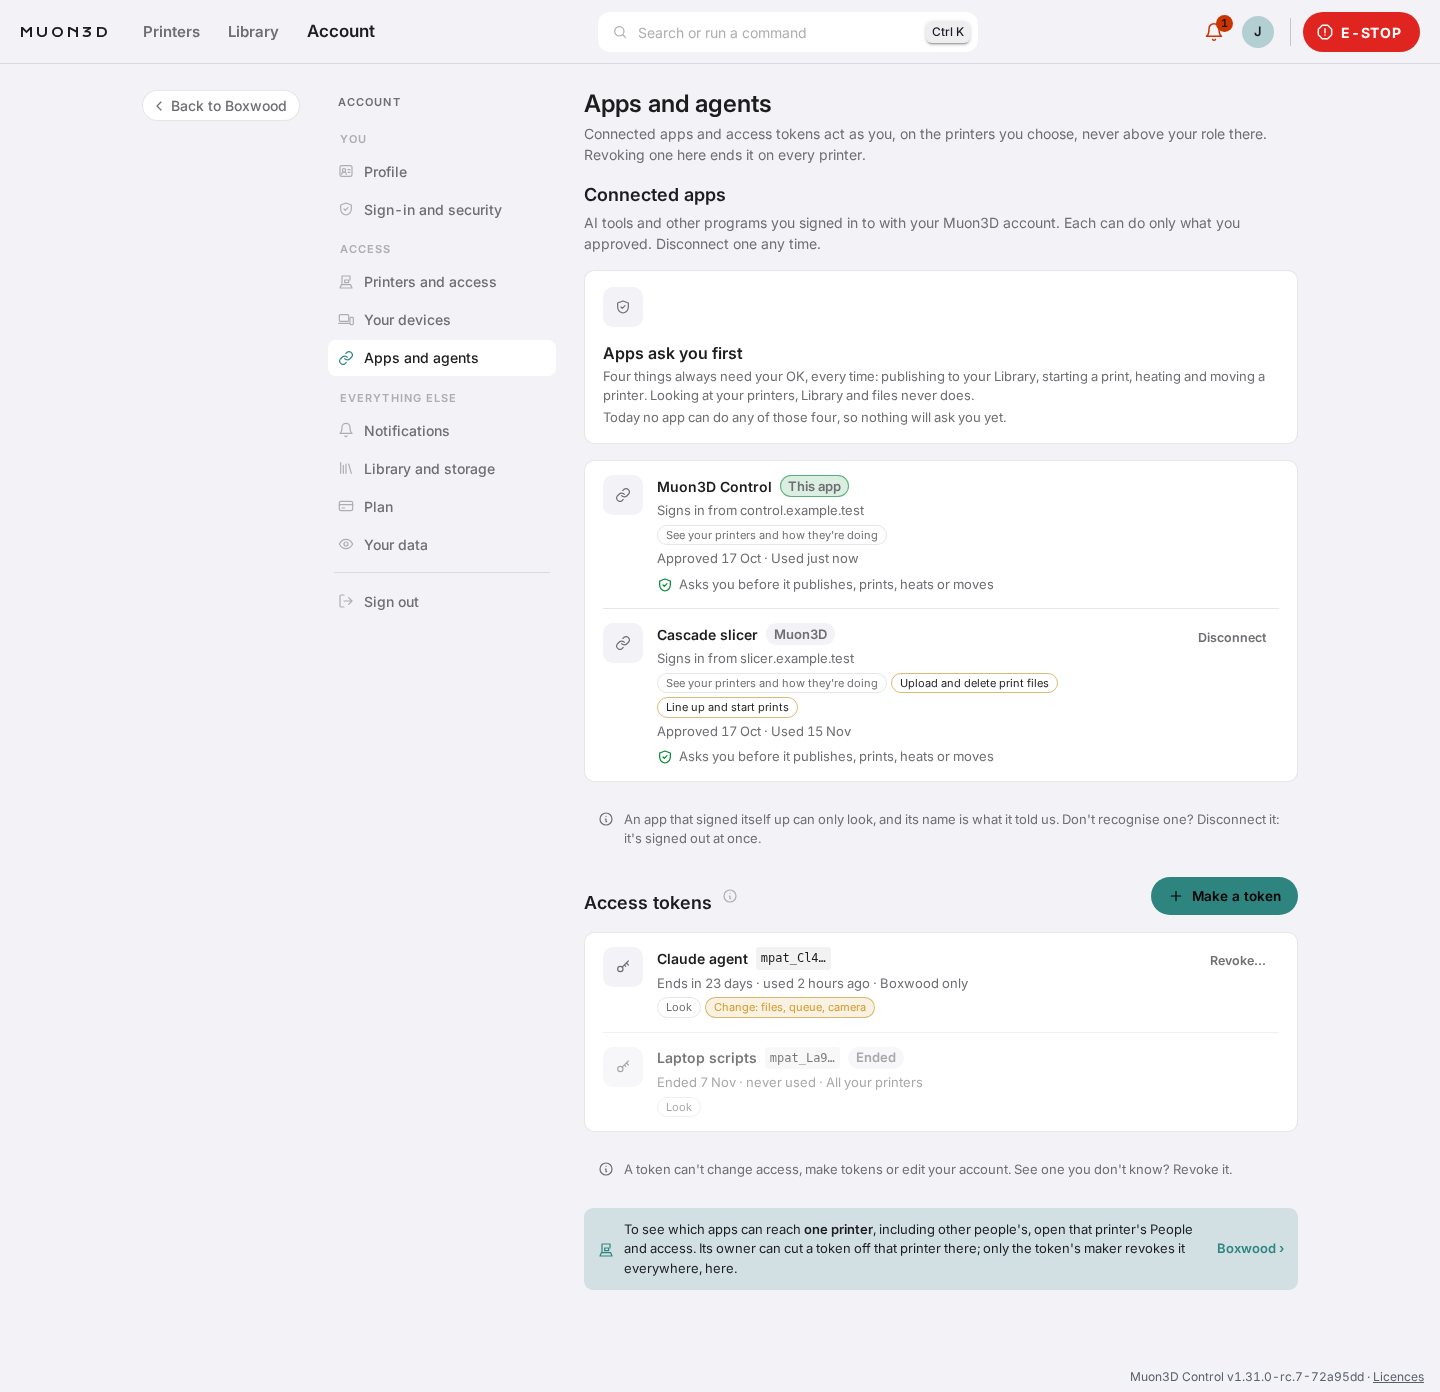 MUON3D
Printers
Library
Account
Search or run a command
Ctrl K
1
J
E-STOP
Back to Boxwood
ACCOUNT
YOU
Profile
Sign-in and security
ACCESS
Printers and access
Your devices
Apps and agents
EVERYTHING ELSE
Notifications
Library and storage
Plan
Your data
Sign out
Apps and agents
Connected apps and access tokens act as you, on the printers you choose, never above your role there.
Revoking one here ends it on every printer.
Connected apps
AI tools and other programs you signed in to with your Muon3D account. Each can do only what you
approved. Disconnect one any time.
Apps ask you first
Four things always need your OK, every time: publishing to your Library, starting a print, heating and moving a
printer. Looking at your printers, Library and files never does.
Today no app can do any of those four, so nothing will ask you yet.
Muon3D Control This app
Signs in from control.example.test
See your printers and how they're doing
Approved 17 Oct · Used just now
Asks you before it publishes, prints, heats or moves
Cascade slicer Muon3D Disconnect
Signs in from slicer.example.test
See your printers and how they're doing Upload and delete print files
Line up and start prints
Approved 17 Oct · Used 15 Nov
Asks you before it publishes, prints, heats or moves
An app that signed itself up can only look, and its name is what it told us. Don't recognise one? Disconnect it:
it's signed out at once.
Access tokens
Make a token
Claude agent mpat_Cl4… Revoke…
Ends in 23 days · used 2 hours ago · Boxwood only
Look Change: files, queue, camera
Laptop scripts mpat_La9… Ended
Ended 7 Nov · never used · All your printers
Look
A token can't change access, make tokens or edit your account. See one you don't know? Revoke it.
To see which apps can reach one printer, including other people's, open that printer's People
and access. Its owner can cut a token off that printer there; only the token's maker revokes it
everywhere, here.
Boxwood ›
Muon3D Control v1.31.0-rc.7-72a95dd · Licences